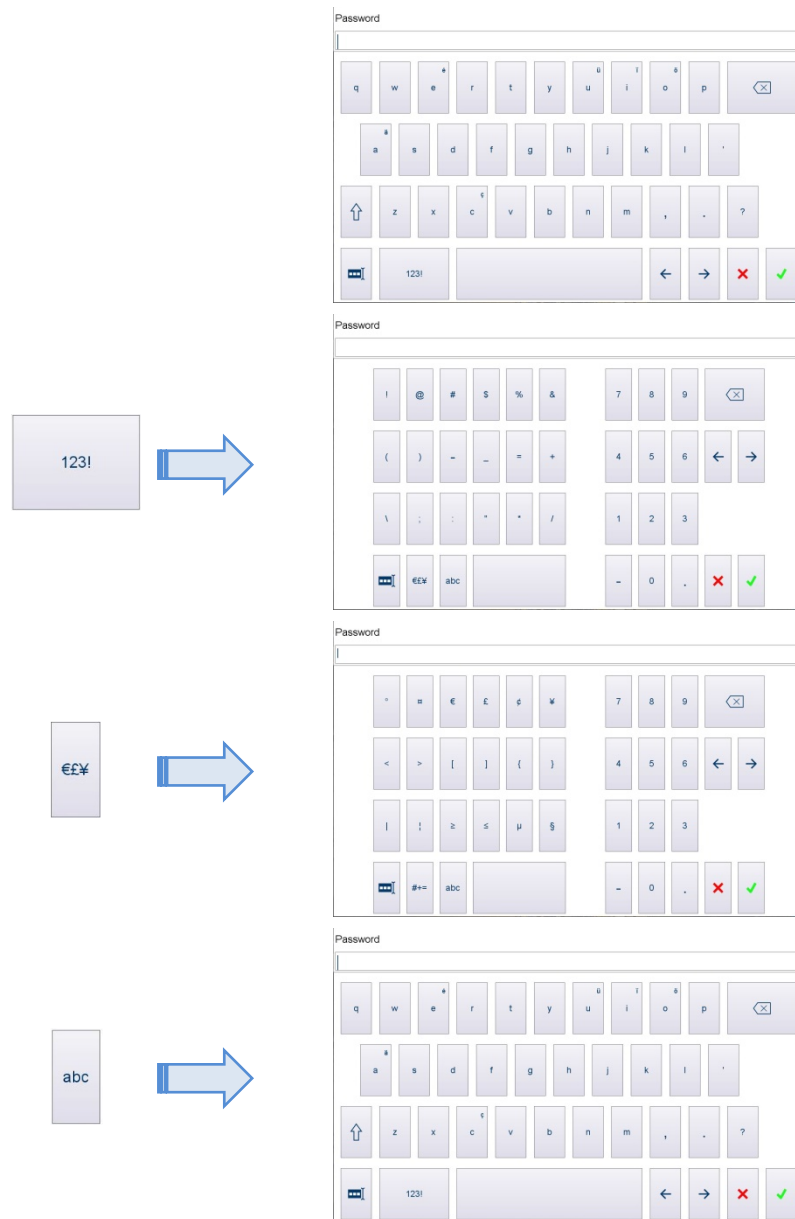 Password
é ü ï ö
q w e r t y u i o p
a s d f g h j k l '
ç
z x c v b n m , . ?
123!
Password
! @ # $ % & 7 8 9
123!
( ) - _ = + 4 5 6
\ ; : " * / 1 2 3
€£¥ abc - 0 .
Password
° ¤ € £ ¢ ¥ 7 8 9
€£¥
< > [ ] { } 4 5 6
| ¦ ≥ ≤ µ § 1 2 3
#+= abc - 0 .
Password
q w e r t y u i o p
abc
a s d f g h j k l '
ç
z x c v b n m , . ?
123!